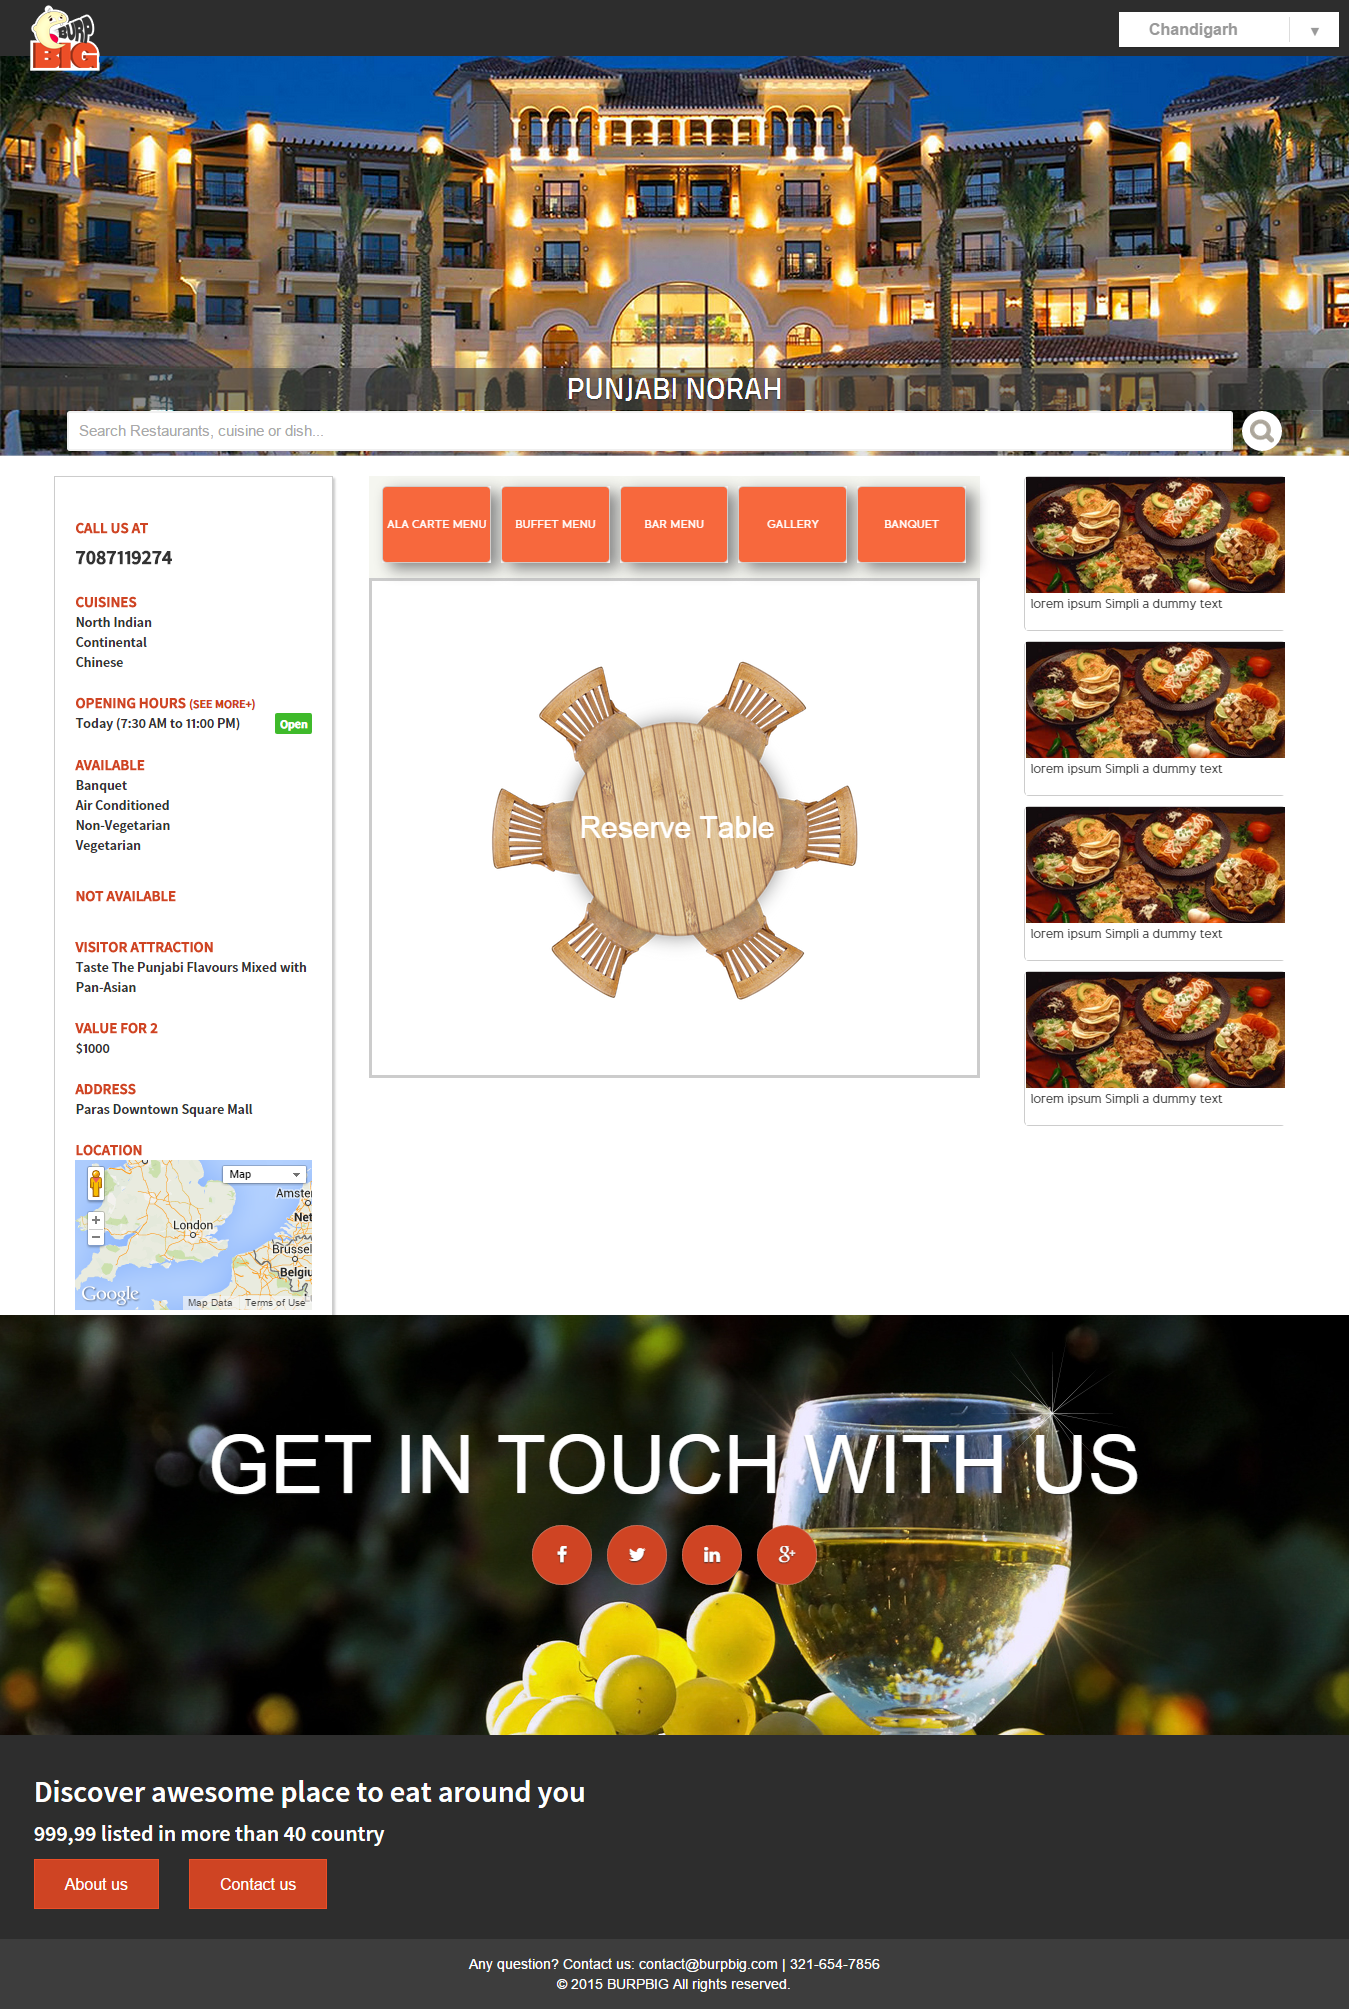 BURP
BIG
Chandigarh ▼
PUNJABI NORAH
Search Restaurants, cuisine or dish...
CALL US AT
7087119274
CUISINES
North Indian
Continental
Chinese
OPENING HOURS (SEE MORE+)
Today (7:30 AM to 11:00 PM) Open
AVAILABLE
Banquet
Air Conditioned
Non-Vegetarian
Vegetarian
NOT AVAILABLE
VISITOR ATTRACTION
Taste The Punjabi Flavours Mixed with
Pan-Asian
VALUE FOR 2
$1000
ADDRESS
Paras Downtown Square Mall
LOCATION
Map
Amster
Net
London
Brussel
Belgiu
Google
Map Data Terms of Use
ALA CARTE MENU
BUFFET MENU
BAR MENU
GALLERY
BANQUET
Reserve Table
lorem ipsum Simpli a dummy text
lorem ipsum Simpli a dummy text
lorem ipsum Simpli a dummy text
lorem ipsum Simpli a dummy text
GET IN TOUCH WITH US
Discover awesome place to eat around you
999,99 listed in more than 40 country
About us
Contact us
Any question? Contact us: contact@burpbig.com | 321-654-7856
© 2015 BURPBIG All rights reserved.